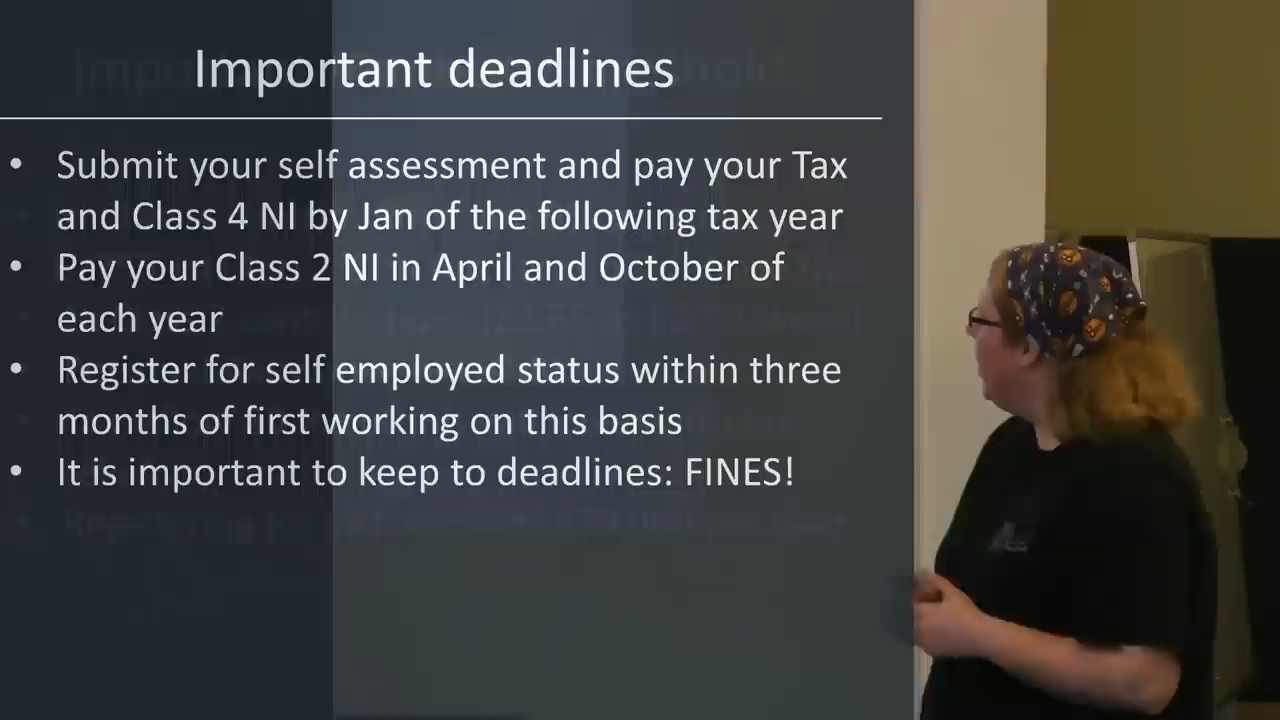 Important deadlines
• Submit your self assessment and pay your Tax
and Class 4 NI by Jan of the following tax year
• Pay your Class 2 NI in April and October of
each year
• Register for self employed status within three
months of first working on this basis
• It is important to keep to deadlines: FINES!